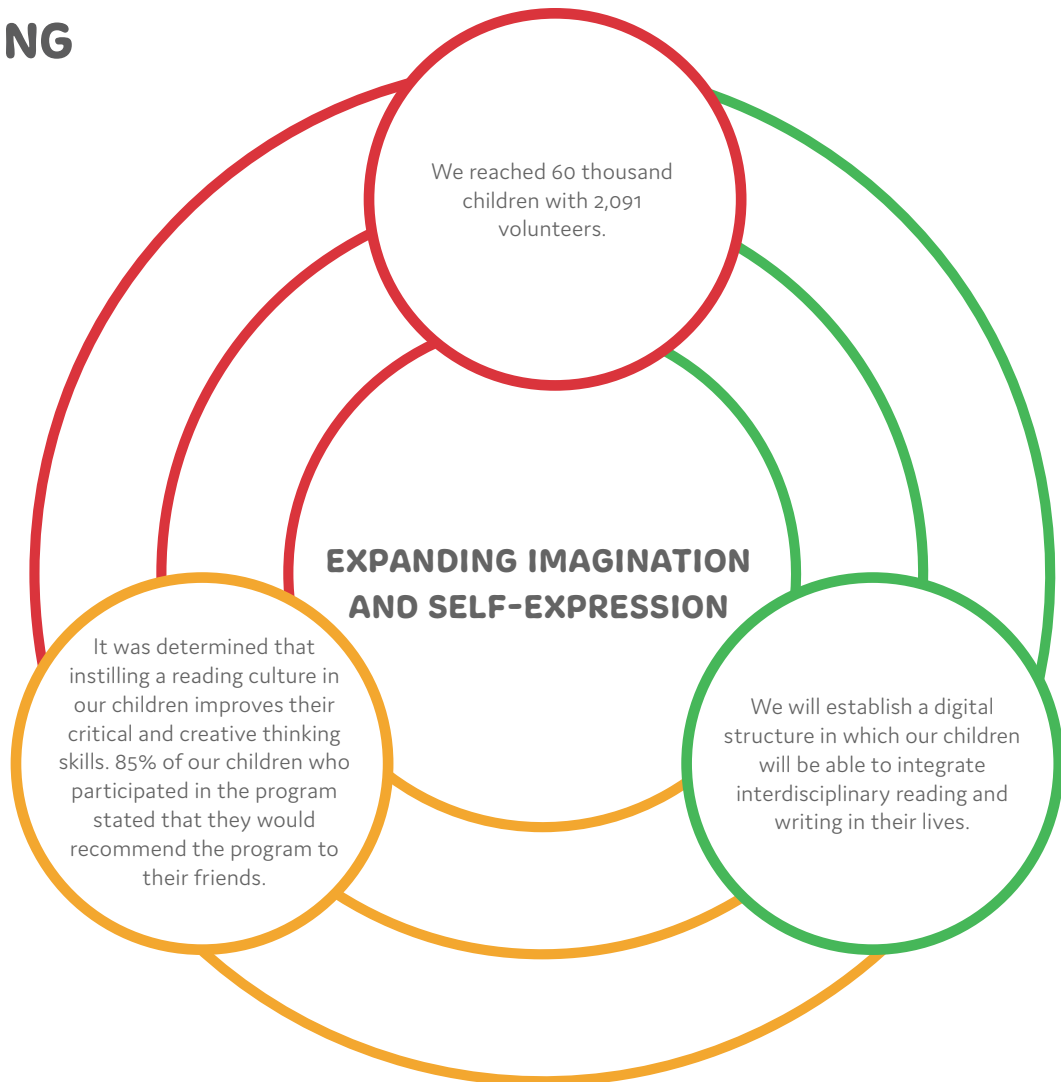 NG
We reached 60 thousand
children with 2,091
volunteers.
EXPANDING IMAGINATION
AND SELF-EXPRESSION
It was determined that
instilling a reading culture in
our children improves their
critical and creative thinking
skills. 85% of our children who
participated in the program
stated that they would
recommend the program to
their friends.
We will establish a digital
structure in which our children
will be able to integrate
interdisciplinary reading and
writing in their lives.